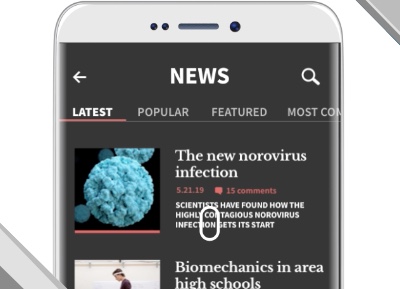 NEWS
LATEST POPULAR FEATURED MOST CON
The new norovirus
infection
5.21.19 15 comments
SCIENTISTS HAVE FOUND HOW THE
HIGHLY CONTAGIOUS NOROVIRUS
INFECTION GETS ITS START
Biomechanics in area
high schools